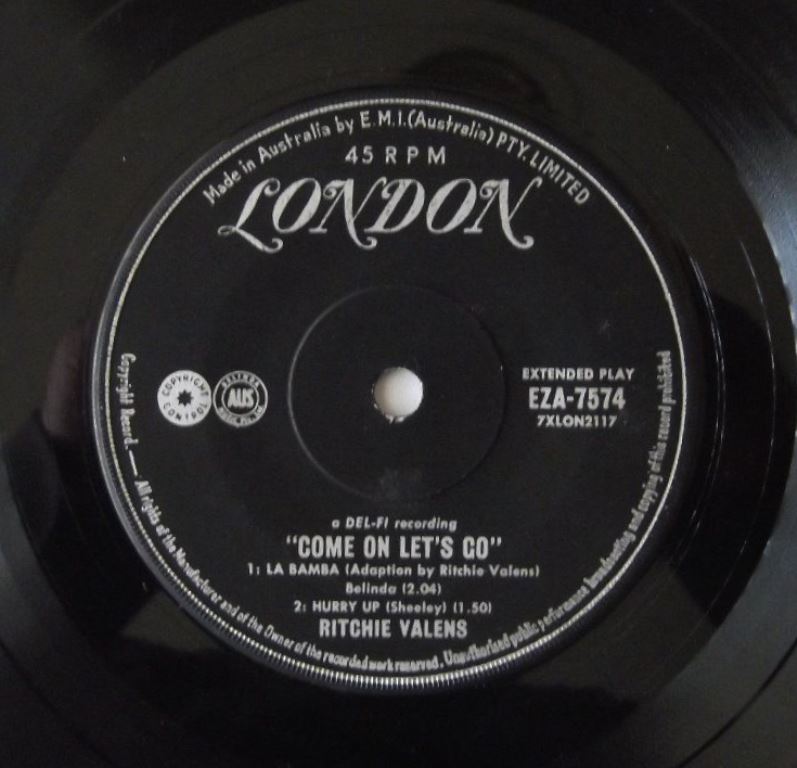 Made in Australia by E.M.I.(Australia) PTY. LIMITED
45 RPM
LONDON
COPYRIGHT CONTROL
BELINDA AUS
EXTENDED PLAY
EZA-7574
7XLON2117
a DEL-FI recording
"COME ON LET'S GO"
1: LA BAMBA (Adaption by Ritchie Valens)
Belinda (2.04)
2: HURRY UP (Sheeley) (1.50)
RITCHIE VALENS
Copyright Record.— All rights of the Manufacturer and of the Owner of the recorded work reserved. Unauthorised public performance broadcasting and copying of this record prohibited